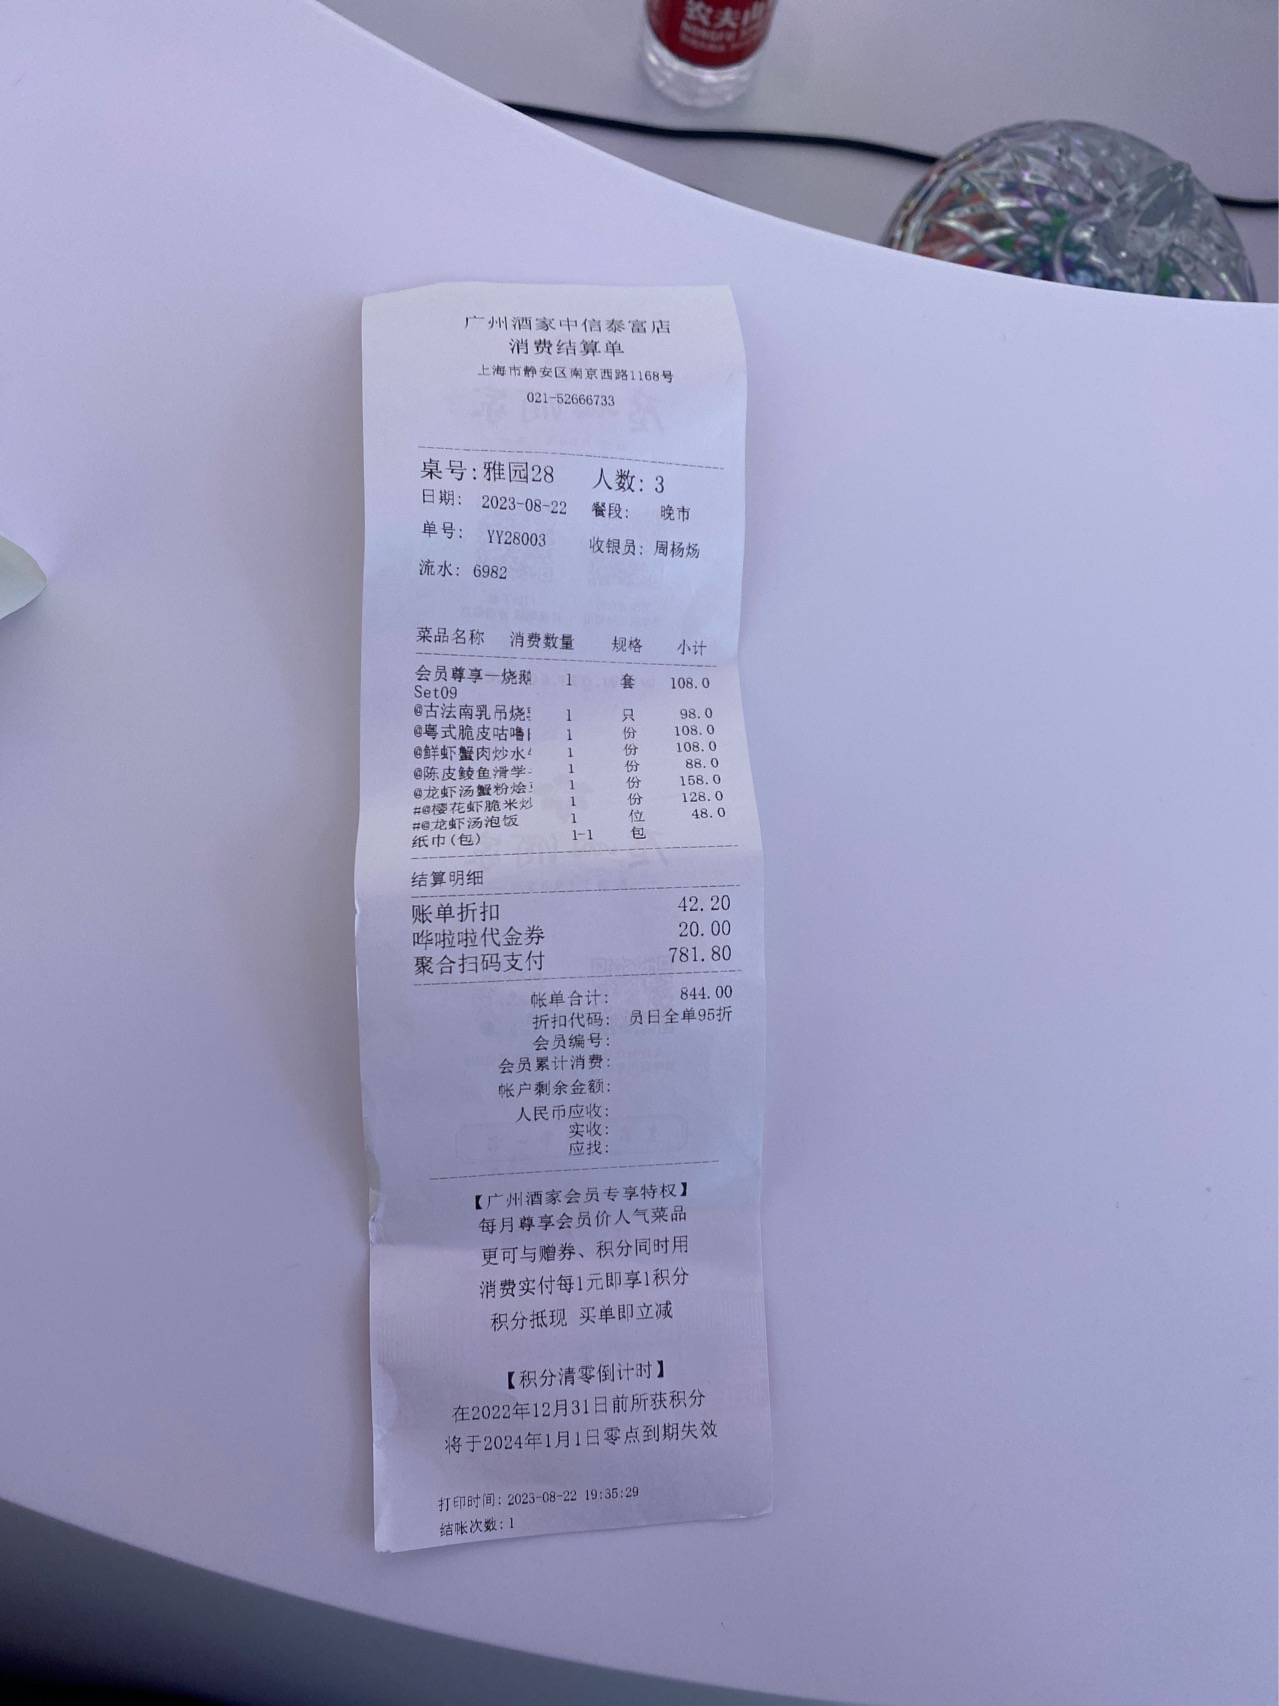 农夫山
广州酒家中信泰富店
消费结算单
上海市静安区南京西路1168号
021-52666733
桌号:雅园28 人数: 3
日期: 2023-08-22 餐段: 晚市
单号: YY28003 收银员: 周杨炀
流水: 6982
菜品名称 消费数量 规格 小计
会员尊享—烧鹅 1 套 108.0
Set09
@古法南乳吊烧 1 只 98.0
@粤式脆皮咕噜 1 份 108.0
@鲜虾蟹肉炒水 1 份 108.0
@陈皮鲮鱼滑学 1 份 88.0
@龙虾汤蟹粉烩 1 份 158.0
#@樱花虾脆米炒 1 份 128.0
#@龙虾汤泡饭 1 位 48.0
纸巾(包) 1-1 包
结算明细
账单折扣 42.20
哗啦啦代金券 20.00
聚合扫码支付 781.80
帐单合计: 844.00
折扣代码: 员日全单95折
会员编号:
会员累计消费:
帐户剩余金额:
人民币应收:
实收:
应找:
【广州酒家会员专享特权】
每月尊享会员价人气菜品
更可与赠券、积分同时用
消费实付每1元即享1积分
积分抵现 买单即立减
【积分清零倒计时】
在2022年12月31日前所获积分
将于2024年1月1日零点到期失效
打印时间: 2023-08-22 19:35:29
结帐次数: 1